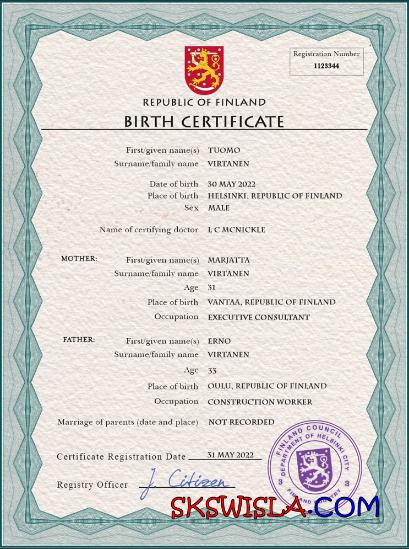 Registration Number
1123344
REPUBLIC OF FINLAND
BIRTH CERTIFICATE
First/given name(s) TUOMO
Surname/family name VIRTANEN
Date of birth 30 MAY 2022
Place of birth HELSINKI, REPUBLIC OF FINLAND
Sex MALE
Name of certifying doctor I, C MCNICKLE
MOTHER: First/given name(s) MARJATTA
Surname/family name VIRTANEN
Age 31
Place of birth VANTAA, REPUBLIC OF FINLAND
Occupation EXECUTIVE CONSULTANT
FATHER: First/given name(s) ERNO
Surname/family name VIRTANEN
Age 33
Place of birth OULU, REPUBLIC OF FINLAND
Occupation CONSTRUCTION WORKER
Marriage of parents (date and place) NOT RECORDED
FINLAND COUNCIL
DEPARTMENT OF HELSINKI CITY
3 3
Certificate Registration Date 31 MAY 2022
Registry Officer J. Citizen
SKSWISLA.COM